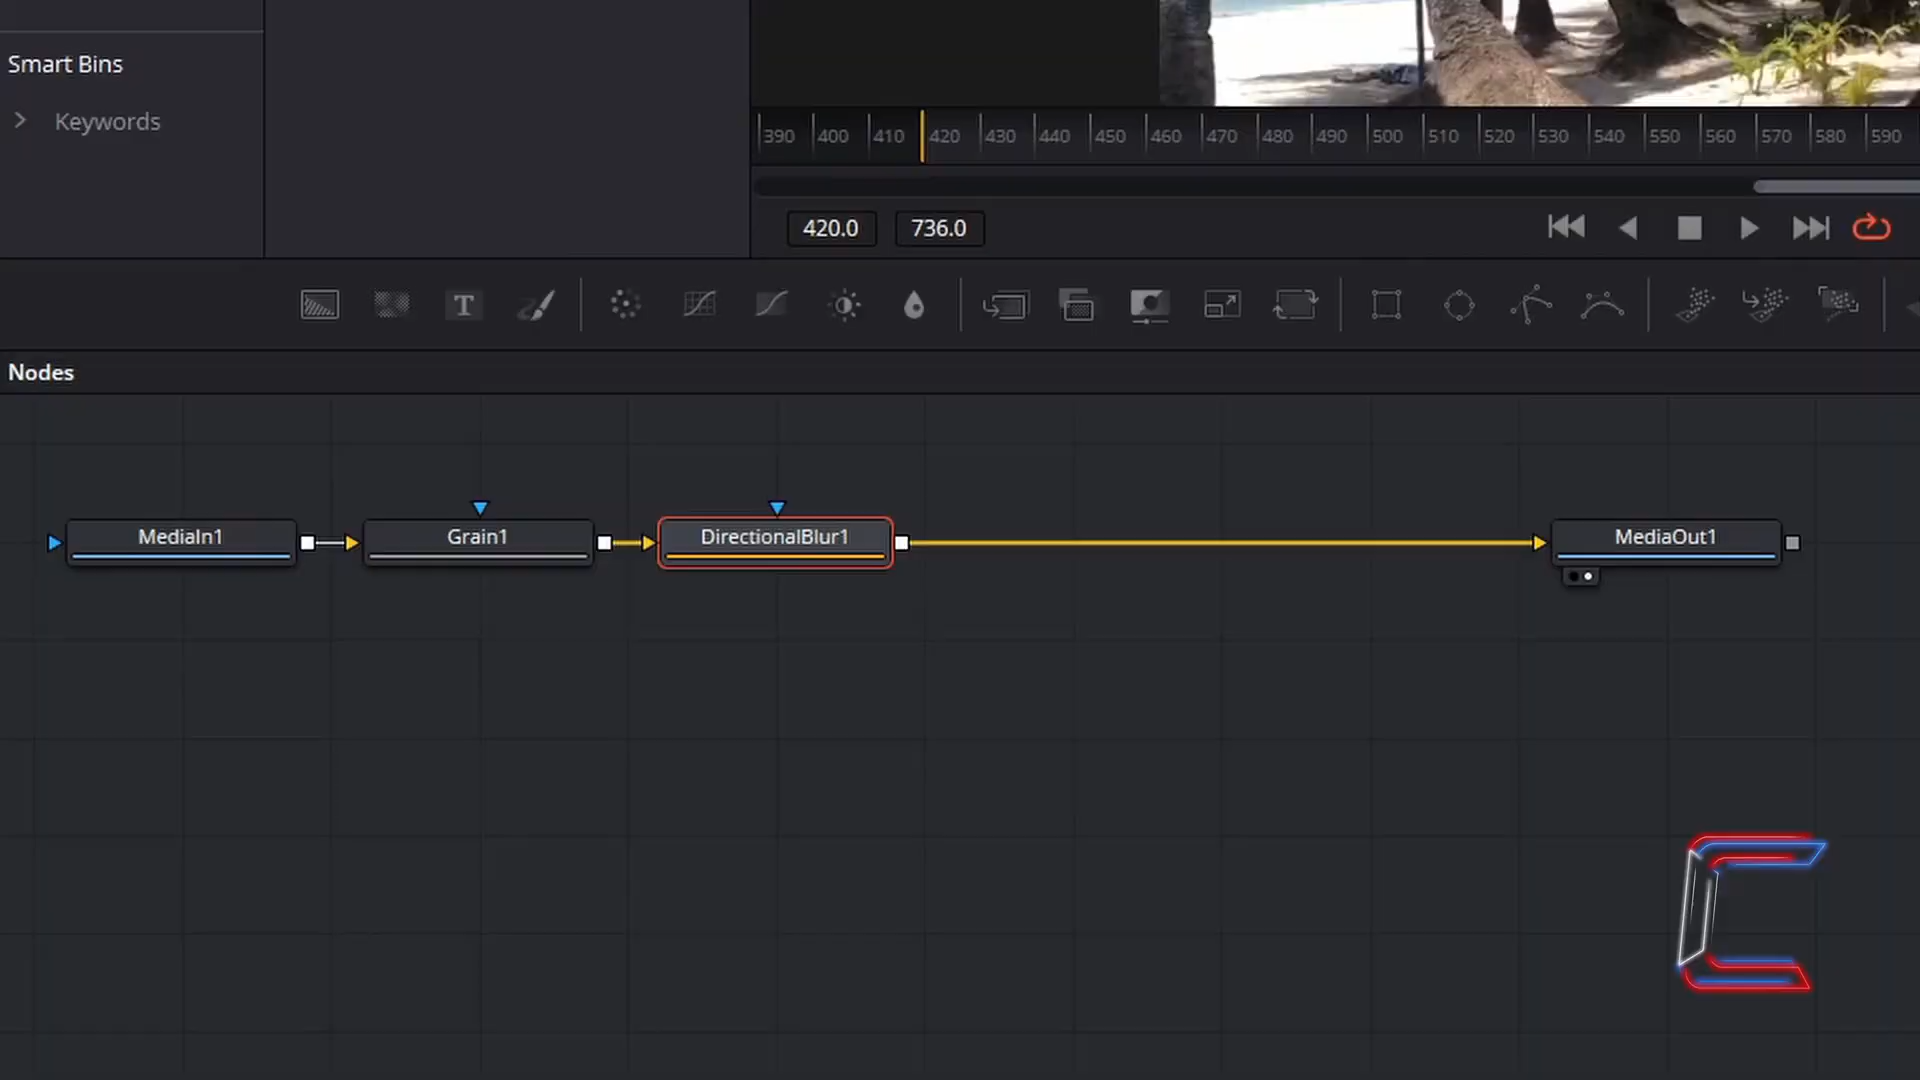 Smart Bins
Keywords
390 400 410 420 430 440 450 460 470 480 490 500 510 520 530 540 550 560 570 580 590
420.0 736.0
T
Nodes
MediaIn1 Grain1 DirectionalBlur1 MediaOut1
C